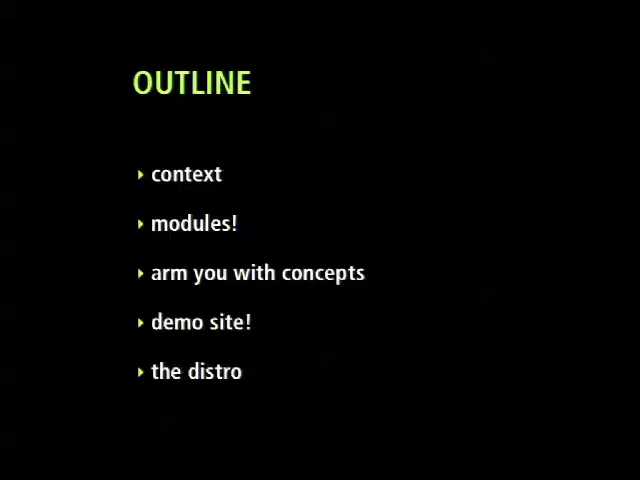 OUTLINE
context
modules!
arm you with concepts
demo site!
the distro